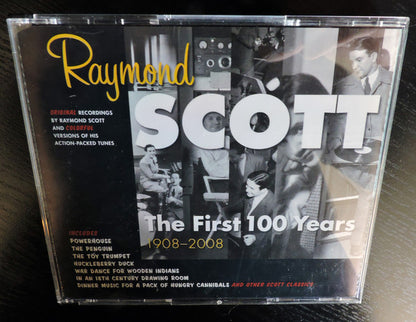 Raymond
SCOTT
ORIGINAL RECORDINGS
BY RAYMOND SCOTT
AND COLORFUL
VERSIONS OF HIS
ACTION-PACKED TUNES
The First 100 Years
1908-2008
INCLUDES
POWERHOUSE
THE PENGUIN
THE TOY TRUMPET
HUCKLEBERRY DUCK
WAR DANCE FOR WOODEN INDIANS
IN AN 18TH CENTURY DRAWING ROOM
DINNER MUSIC FOR A PACK OF HUNGRY CANNIBALS AND OTHER SCOTT CLASSICS